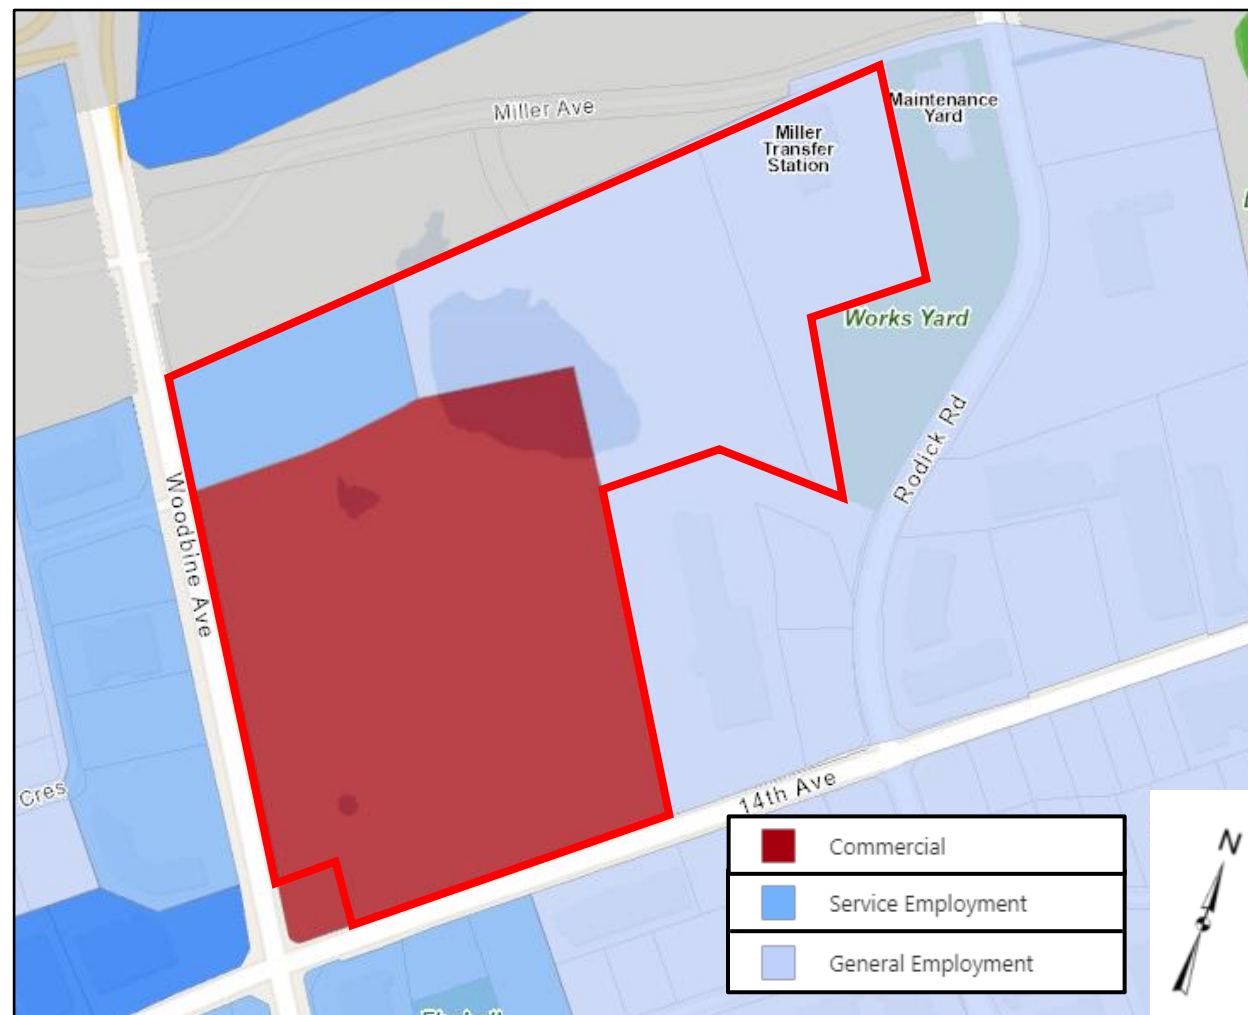 Miller Ave
Maintenance
Yard
Miller
Transfer
Station
Works Yard
Rodick Rd
Woodbine Ave
Cres
14th Ave
Commercial
Service Employment
General Employment
N